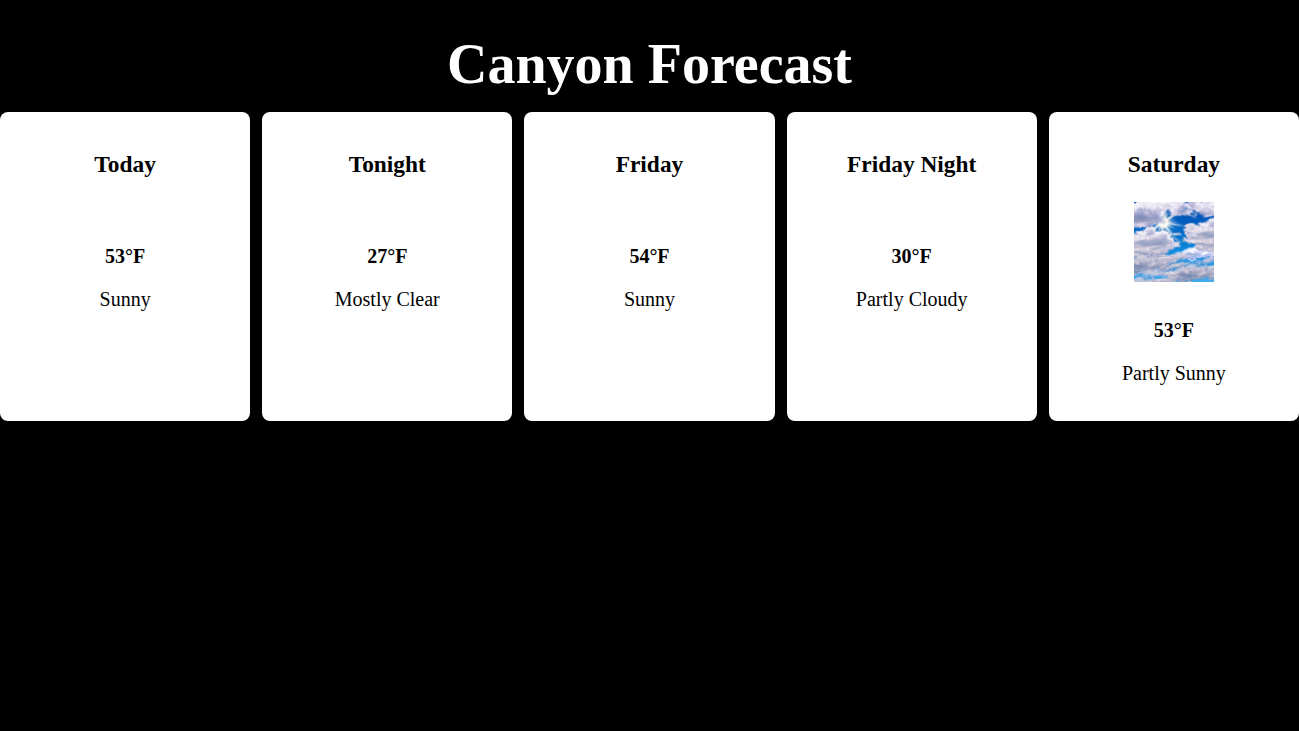 Canyon Forecast
Today
53°F
Sunny
Tonight
27°F
Mostly Clear
Friday
54°F
Sunny
Friday Night
30°F
Partly Cloudy
Saturday
53°F
Partly Sunny